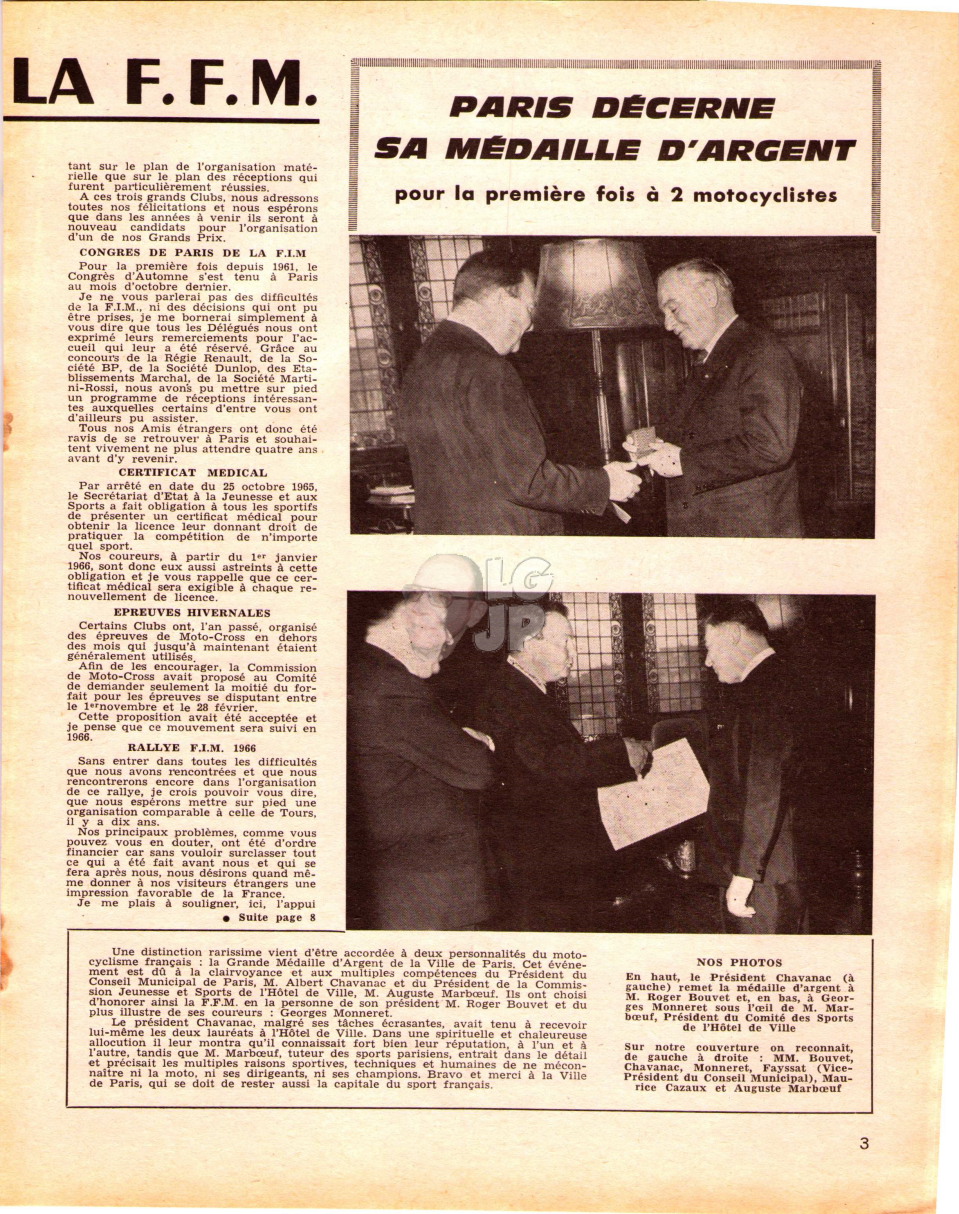 LA F.F.M.
tant sur le plan de l'organisation maté-
rielle que sur le plan des réceptions qui
furent particulièrement réussies.
A ces trois grands Clubs, nous adressons
toutes nos félicitations et nous espérons
que dans les années à venir ils seront à
nouveau candidats pour l'organisation
d'un de nos Grands Prix.
CONGRES DE PARIS DE LA F.I.M
Pour la première fois depuis 1961, le
Congrès d'Automne s'est tenu à Paris
au mois d'octobre dernier.
Je ne vous parlerai pas des difficultés
de la F.I.M., ni des décisions qui ont pu
être prises, je me bornerai simplement à
vous dire que tous les Délégués nous ont
exprimé leurs remerciements pour l'ac-
cueil qui leur a été réservé. Grâce au
concours de la Régie Renault, de la So-
ciété BP, de la Société Dunlop, des Eta-
blissements Marchal, de la Société Marti-
ni-Rossi, nous avons pu mettre sur pied
un programme de réceptions intéressan-
tes auxquelles certains d'entre vous ont
d'ailleurs pu assister.
Tous nos Amis étrangers ont donc été
ravis de se retrouver à Paris et souhai-
tent vivement ne plus attendre quatre ans
avant d'y revenir.
CERTIFICAT MEDICAL
Par arrêté en date du 25 octobre 1965,
le Secrétariat d'Etat à la Jeunesse et aux
Sports a fait obligation à tous les sportifs
de présenter un certificat médical pour
obtenir la licence leur donnant droit de
pratiquer la compétition de n'importe
quel sport.
Nos coureurs, à partir du 1er janvier
1966, sont donc eux aussi astreints à cette
obligation et je vous rappelle que ce cer-
tificat médical sera exigible à chaque re-
nouvellement de licence.
EPREUVES HIVERNALES
Certains Clubs ont, l'an passé, organisé
des épreuves de Moto-Cross en dehors
des mois qui jusqu'à maintenant étaient
généralement utilisés.
Afin de les encourager, la Commission
de Moto-Cross avait proposé au Comité
de demander seulement la moitié du for-
fait pour les épreuves se disputant entre
le 1er novembre et le 28 février.
Cette proposition avait été acceptée et
je pense que ce mouvement sera suivi en
1966.
RALLYE F.I.M. 1966
Sans entrer dans toutes les difficultés
que nous avons rencontrées et que nous
rencontrerons encore dans l'organisation
de ce rallye, je crois pouvoir vous dire,
que nous espérons mettre sur pied une
organisation comparable à celle de Tours,
il y a dix ans.
Nos principaux problèmes, comme vous
pouvez vous en douter, ont été d'ordre
financier car sans vouloir surclasser tout
ce qui a été fait avant nous et qui se
fera après nous, nous désirons quand mê-
me donner à nos visiteurs étrangers une
impression favorable de la France.
Je me plais à souligner, ici, l'appui
● Suite page 8
PARIS DÉCERNE
SA MÉDAILLE D'ARGENT
pour la première fois à 2 motocyclistes
LG
JP
Une distinction rarissime vient d'être accordée à deux personnalités du moto-
cyclisme français : la Grande Médaille d'Argent de la Ville de Paris. Cet événe-
ment est dû à la clairvoyance et aux multiples compétences du Président du
Conseil Municipal de Paris, M. Albert Chavanac et du Président de la Commis-
sion Jeunesse et Sports de l'Hôtel de Ville, M. Auguste Marbœuf. Ils ont choisi
d'honorer ainsi la F.F.M. en la personne de son président M. Roger Bouvet et du
plus illustre de ses coureurs : Georges Monneret.
Le président Chavanac, malgré ses tâches écrasantes, avait tenu à recevoir
lui-même les deux lauréats à l'Hôtel de Ville. Dans une spirituelle et chaleureuse
allocution il leur montra qu'il connaissait fort bien leur réputation, à l'un et à
l'autre, tandis que M. Marbœuf, tuteur des sports parisiens, entrait dans le détail
et précisait les multiples raisons sportives, techniques et humaines de ne mécon-
naître ni la moto, ni ses dirigeants, ni ses champions. Bravo et merci à la Ville
de Paris, qui se doit de rester aussi la capitale du sport français.
NOS PHOTOS
En haut, le Président Chavanac (à
gauche) remet la médaille d'argent à
M. Roger Bouvet et, en bas, à Geor-
ges Monneret sous l'œil de M. Mar-
bœuf, Président du Comité des Sports
de l'Hôtel de Ville
Sur notre couverture on reconnaît,
de gauche à droite : MM. Bouvet,
Chavanac, Monneret, Fayssat (Vice-
Président du Conseil Municipal), Mau-
rice Cazaux et Auguste Marbœuf
3